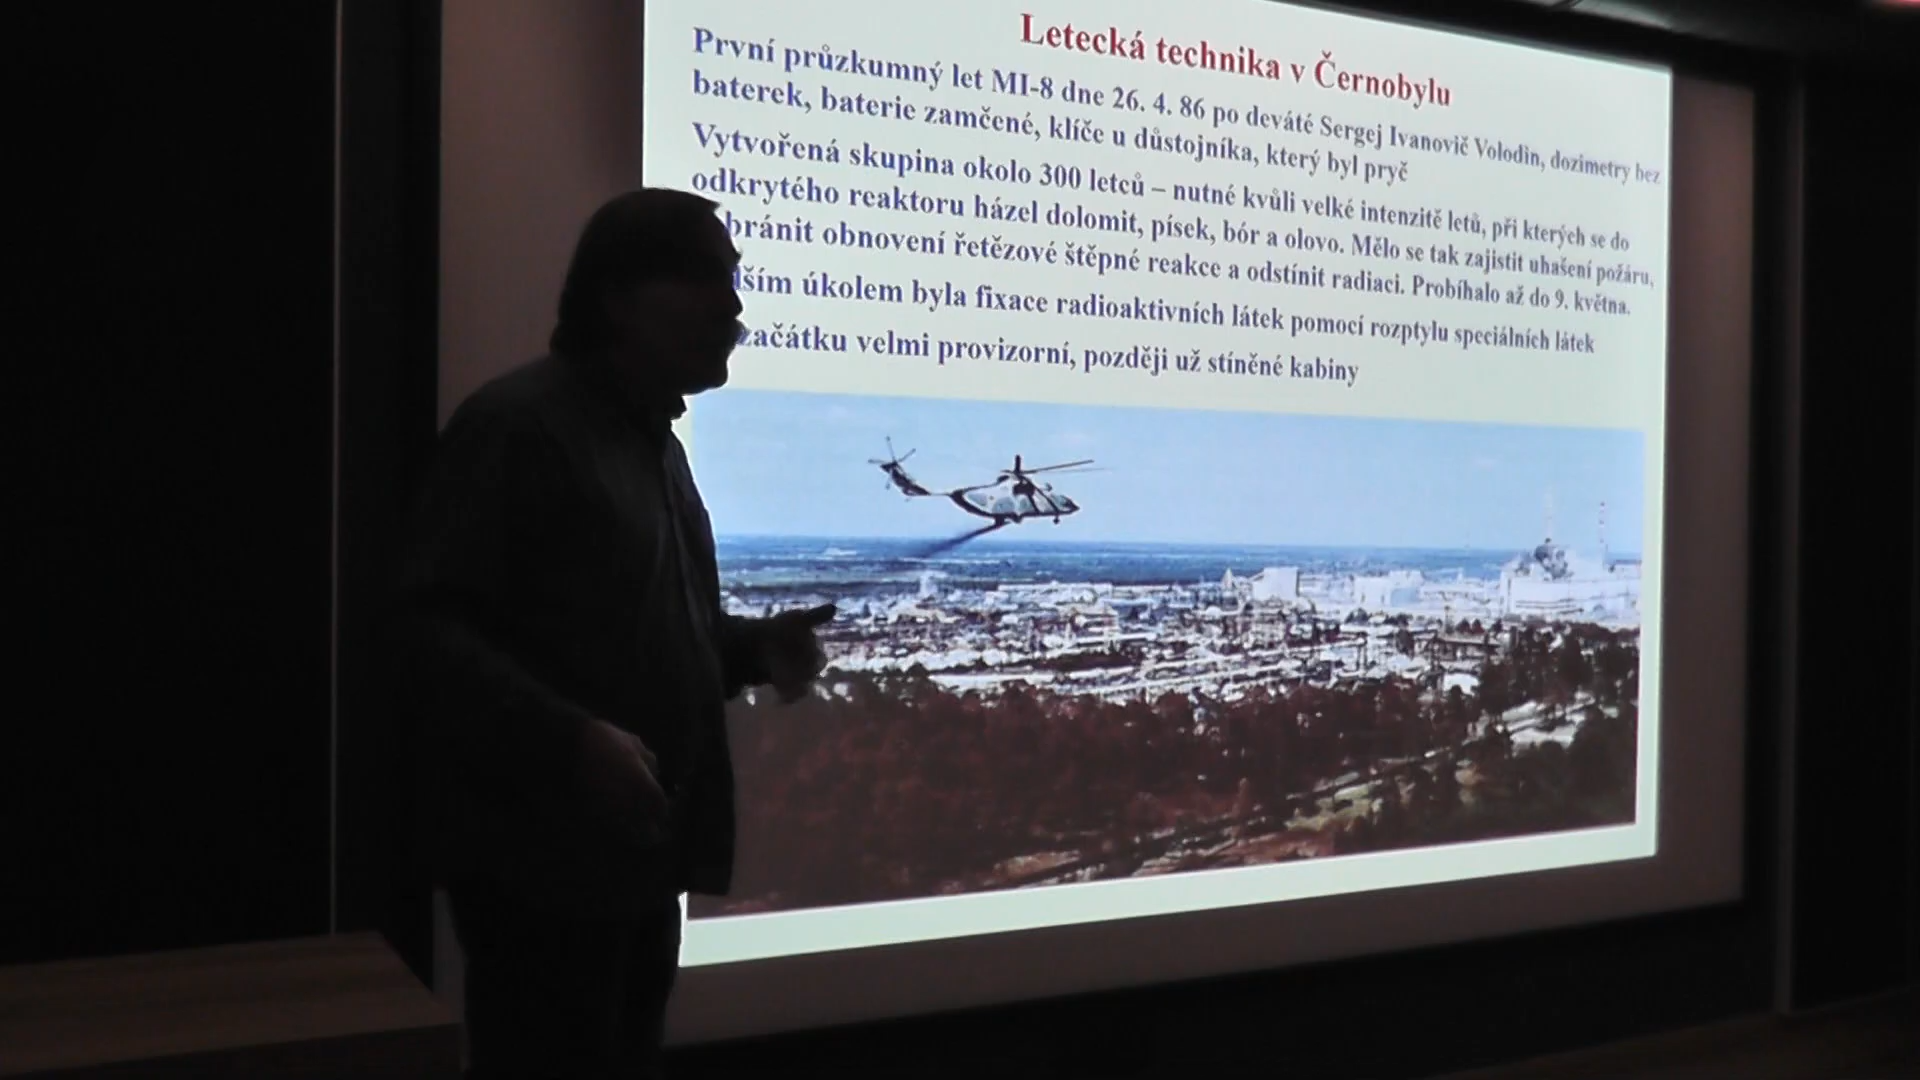 Letecká technika v Černobylu
První průzkumný let MI-8 dne 26. 4. 86 po deváté Sergej Ivanovič Volodin, dozimetry bez
baterek, baterie zamčené, klíče u důstojníka, který byl pryč
Vytvořená skupina okolo 300 letců – nutné kvůli velké intenzitě letů, při kterých se do
odkrytého reaktoru házel dolomit, písek, bór a olovo. Mělo se tak zajistit uhašení požáru,
bránit obnovení řetězové štěpné reakce a odstínit radiaci. Probíhalo až do 9. května.
lším úkolem byla fixace radioaktivních látek pomocí rozptylu speciálních látek
začátku velmi provizorní, později už stíněné kabiny